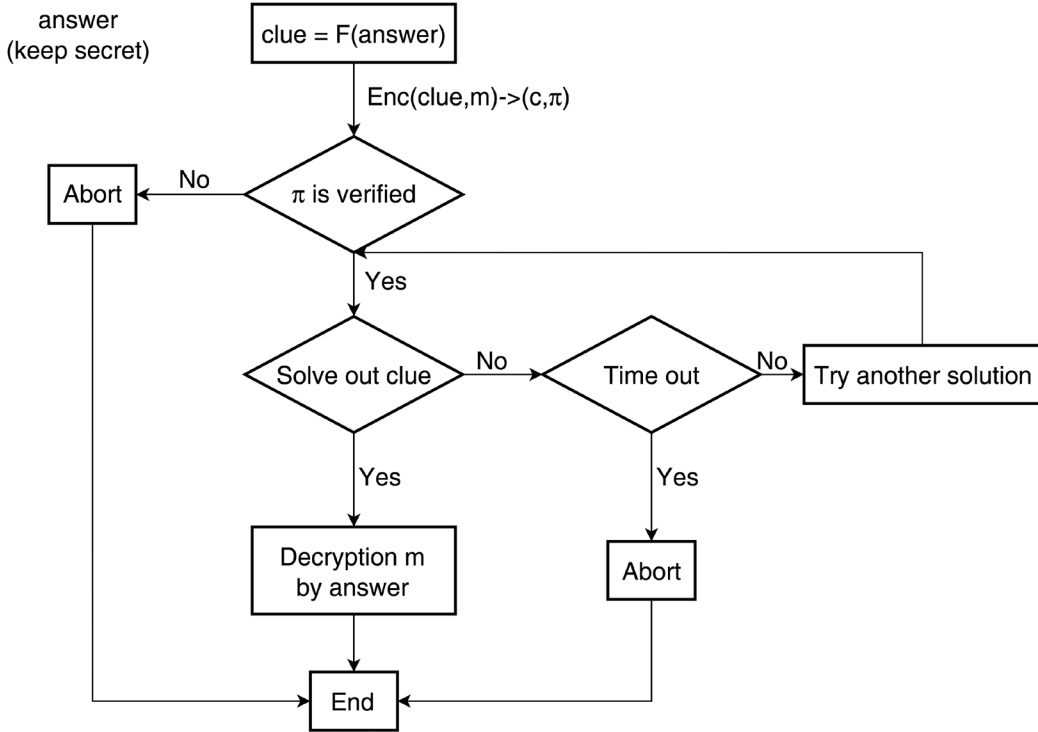 answer
(keep secret)
clue = F(answer)
Enc(clue,m)->(c,π)
Abort
No
π is verified
Yes
Solve out clue
No
Time out
No
Try another solution
Yes
Yes
Decryption m
by answer
Abort
End